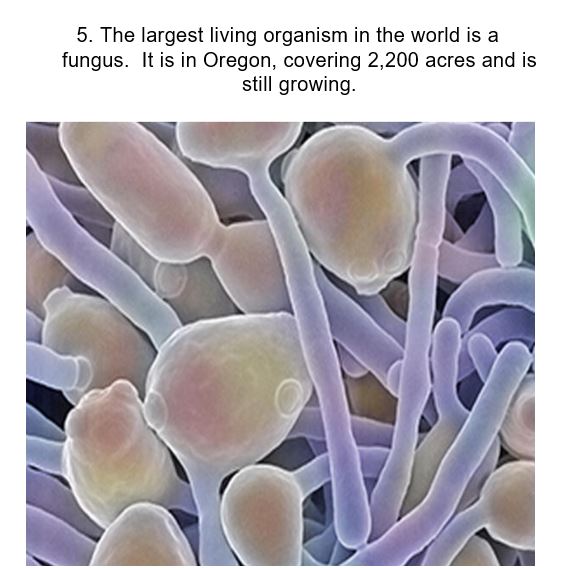 5. The largest living organism in the world is a
fungus.  It is in Oregon, covering 2,200 acres and is
still growing.